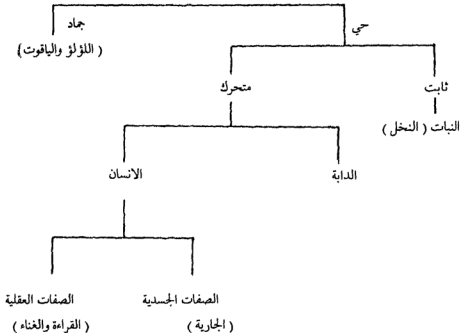 حي
جماد
( اللؤلؤ والياقوت )
ثابت
متحرك
النبات ( النخل )
الدابة
الانسان
الصفات الجسدية
الصفات العقلية
( الجارية )
( القراءة والغناء )